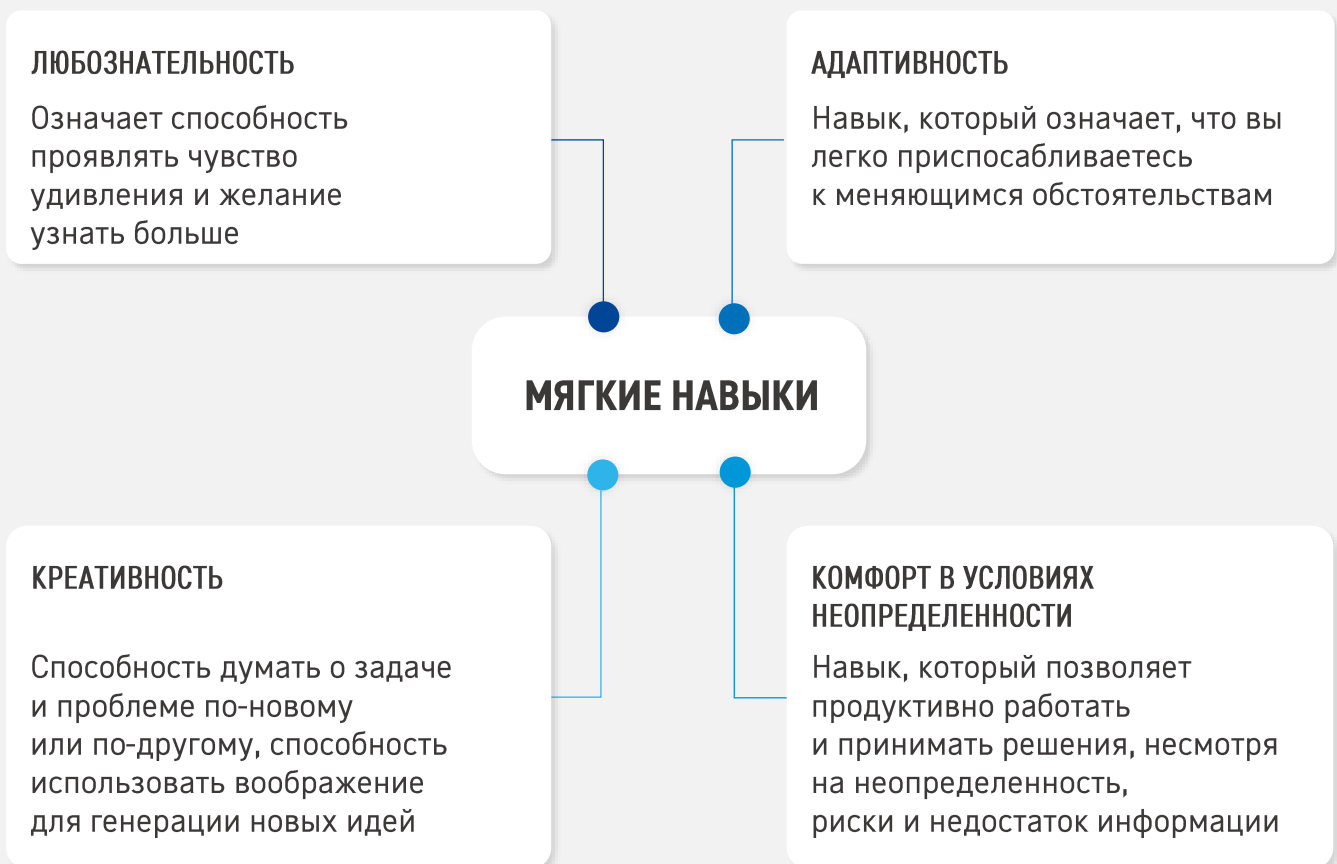 ЛЮБОЗНАТЕЛЬНОСТЬ
Означает способность
проявлять чувство
удивления и желание
узнать больше
АДАПТИВНОСТЬ
Навык, который означает, что вы
легко приспосабливаетесь
к меняющимся обстоятельствам
МЯГКИЕ НАВЫКИ
КРЕАТИВНОСТЬ
Способность думать о задаче
и проблеме по-новому
или по-другому, способность
использовать воображение
для генерации новых идей
КОМФОРТ В УСЛОВИЯХ
НЕОПРЕДЕЛЕННОСТИ
Навык, который позволяет
продуктивно работать
и принимать решения, несмотря
на неопределенность,
риски и недостаток информации